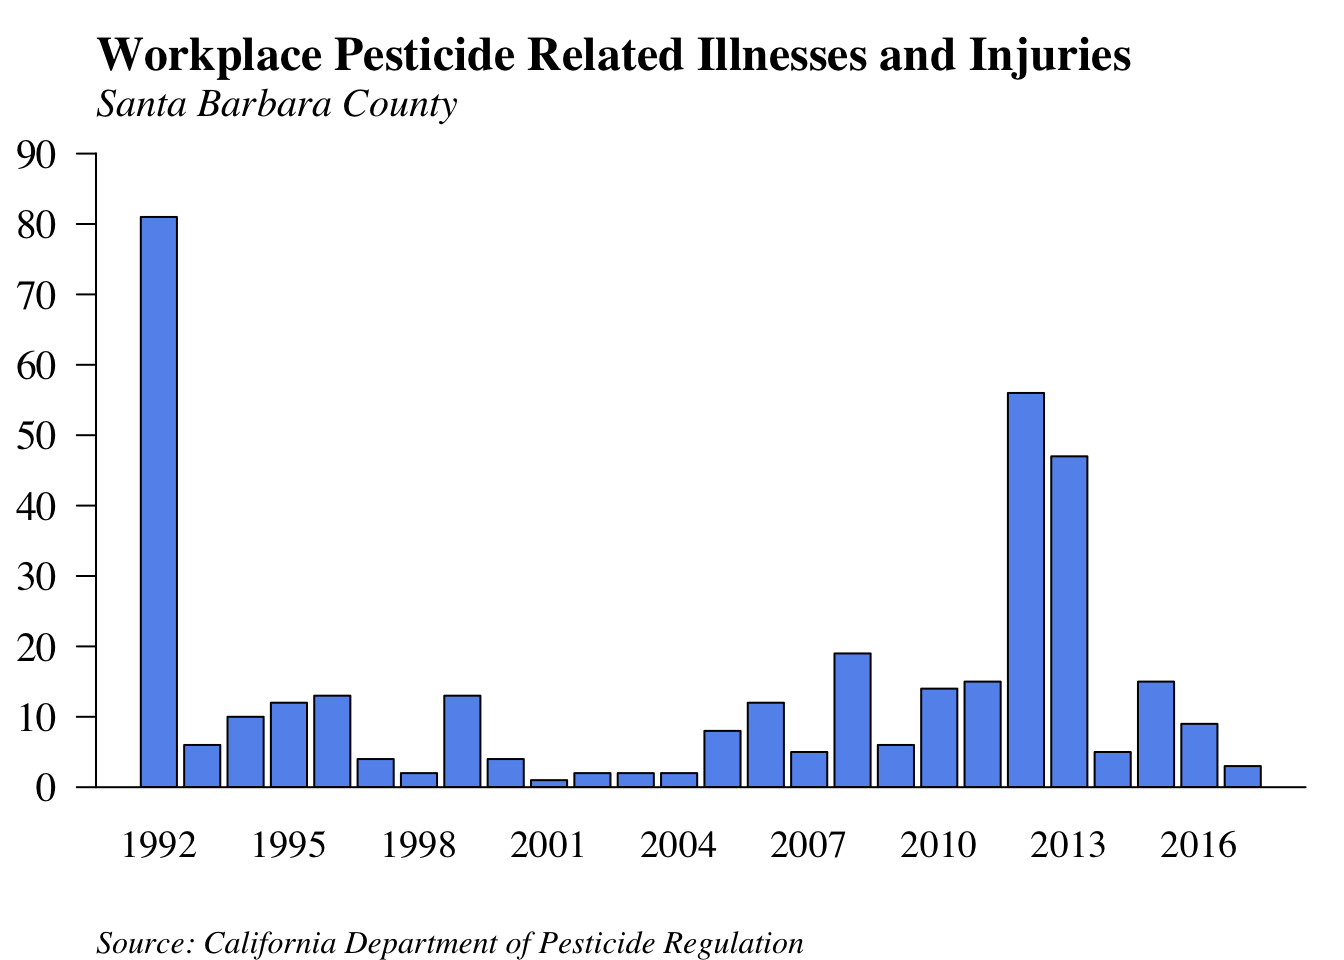 Workplace Pesticide Related Illnesses and Injuries
Santa Barbara County
90
80
70
60
50
40
30
20
10
0
1992 1995 1998 2001 2004 2007 2010 2013 2016
Source: California Department of Pesticide Regulation